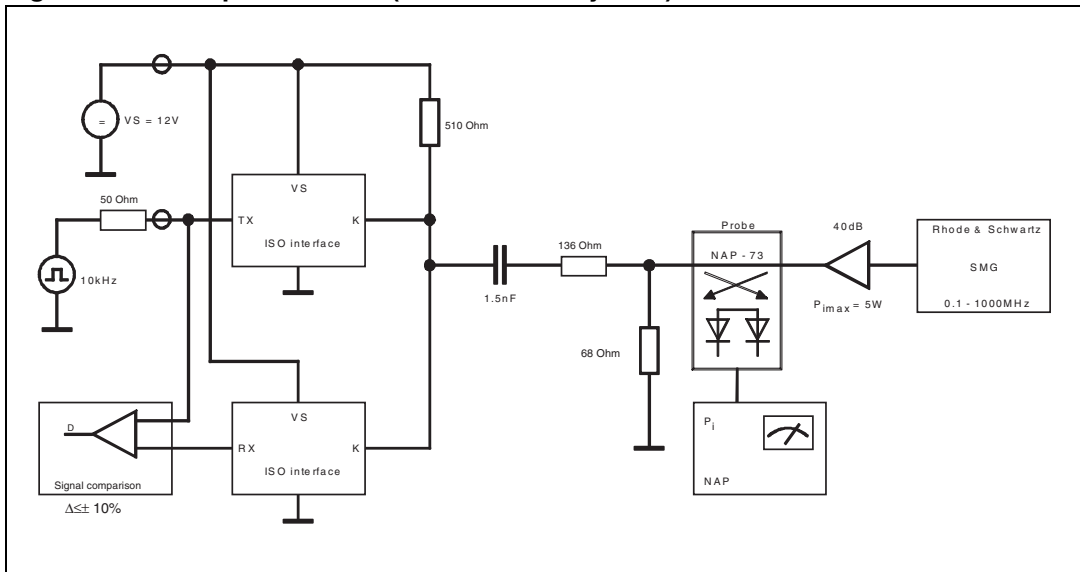 VS = 12V
510 Ohm
50 Ohm
10kHz
VS
TX
K
ISO interface
1.5nF
136 Ohm
68 Ohm
Probe
NAP - 73
40dB
Pimax = 5W
Rhode & Schwartz
SMG
0.1 - 1000MHz
VS
RX
K
ISO interface
D
Signal comparison
Δ≤± 10%
Pi
NAP